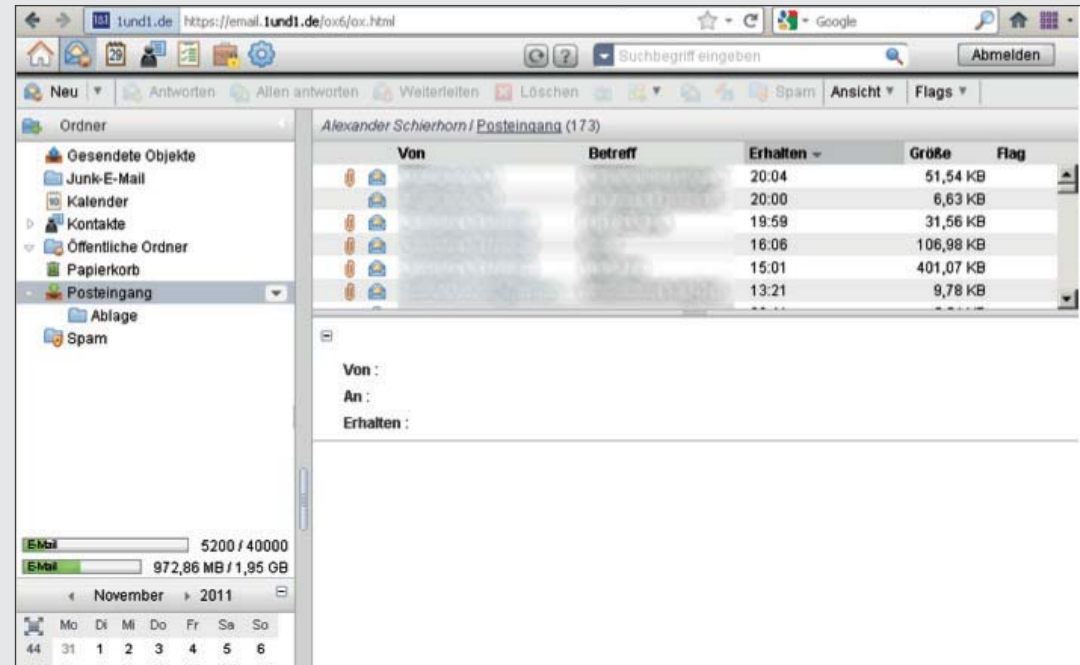 1&1 1und1.de https://email.1und1.de/ox6/ox.html Google
29 ? Suchbegriff eingeben Abmelden
Neu Antworten Allen antworten Weiterleiten Löschen Spam Ansicht Flags
Ordner
Gesendete Objekte
Junk-E-Mail
Kalender
Kontakte
Öffentliche Ordner
Papierkorb
Posteingang
Ablage
Spam
E-Mail 5200 / 40000
E-Mail 972,86 MB / 1,95 GB
November 2011
Mo Di Mi Do Fr Sa So
44 31 1 2 3 4 5 6
Alexander Schierhorn / Posteingang (173)
Von Betreff Erhalten Größe Flag
20:04 51,54 KB
20:00 6,63 KB
19:59 31,56 KB
16:06 106,98 KB
15:01 401,07 KB
13:21 9,78 KB
Von :
An :
Erhalten :